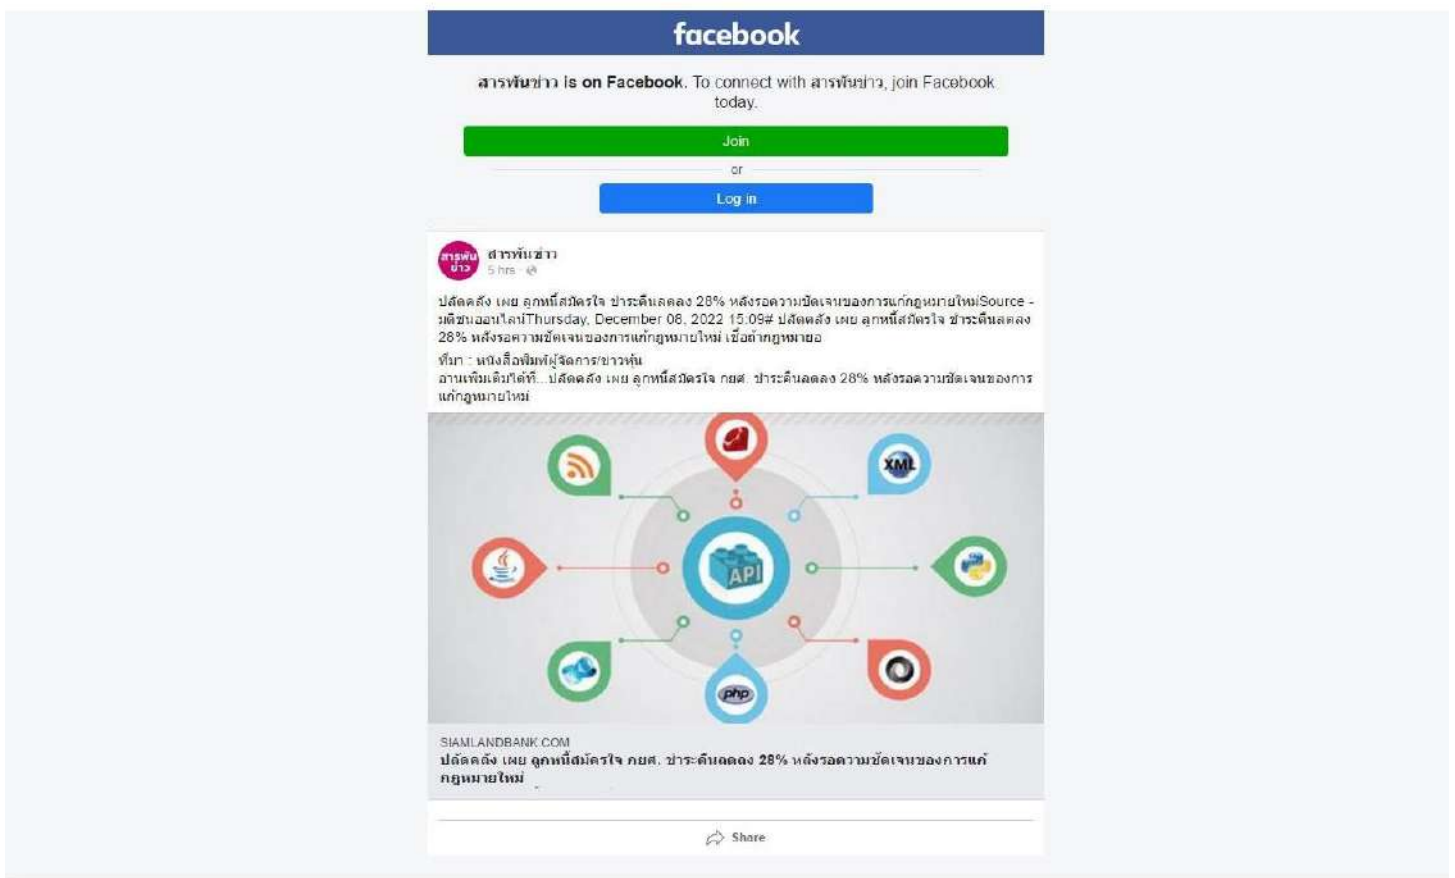 facebook
สารพันข่าว is on Facebook. To connect with สารพันข่าว, join Facebook
today.
Join
or
Log in
สารพัน
ข่าว
สารพันข่าว
5 hrs ·
ปลัดคลัง เผย ลูกหนี้สมัครใจ ชำระคืนลดลง 28% หลังรอความชัดเจนของการแก้กฎหมายใหม่Source -
มติชนออนไลน์Thursday, December 08, 2022 15:09# ปลัดคลัง เผย ลูกหนี้สมัครใจ ชำระคืนลดลง
28% หลังรอความชัดเจนของการแก้กฎหมายใหม่ เชื่อถ้ากฎหมายอ
ที่มา : หนังสือพิมพ์ผู้จัดการ/ข่าวหุ้น
อ่านเพิ่มเติมได้ที่...ปลัดคลัง เผย ลูกหนี้สมัครใจ กยศ. ชำระคืนลดลง 28% หลังรอความชัดเจนของการ
แก้กฎหมายใหม่
XML
API
php
SIAMLANDBANK.COM
ปลัดคลัง เผย ลูกหนี้สมัครใจ กยศ. ชำระคืนลดลง 28% หลังรอความชัดเจนของการแก้
กฎหมายใหม่
Share